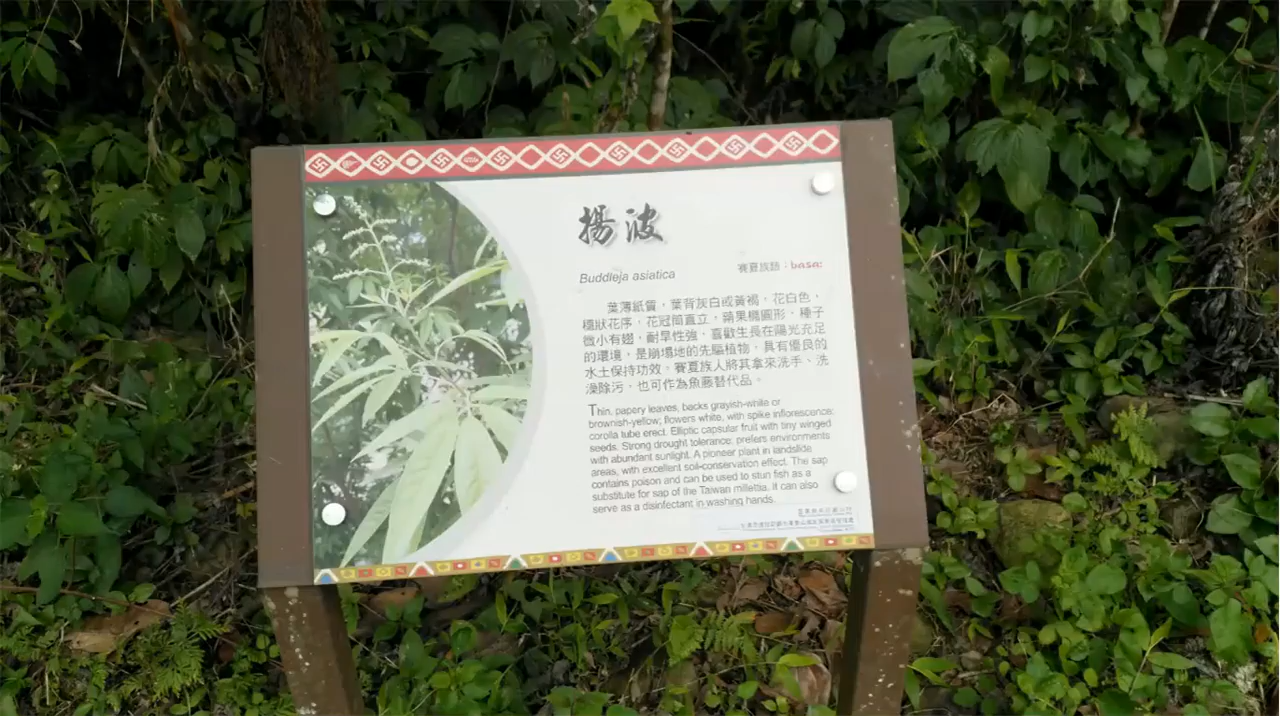 揚波
Buddleja asiatica
賽夏族語：basa:
葉薄紙質，葉背灰白或黃褐，花白色，
穗狀花序，花冠筒直立，蘋果橢圓形，種子
微小有翅，耐旱性強、喜歡生長在陽光充足
的環境，是崩塌地的先驅植物，具有優良的
水土保持功效。賽夏族人將其拿來洗手、洗
澡除污，也可作為魚藤替代品。
Thin, papery leaves, backs grayish-white or
brownish-yellow; flowers white, with spike inflorescence;
corolla tube erect. Elliptic capsular fruit with tiny winged
seeds. Strong drought tolerance; prefers environments
with abundant sunlight. A pioneer plant in landslide
areas, with excellent soil-conservation effect. The sap
contains poison and can be used to stun fish as a
substitute for sap of the Taiwan millettia. It can also
serve as a disinfectant in washing hands.